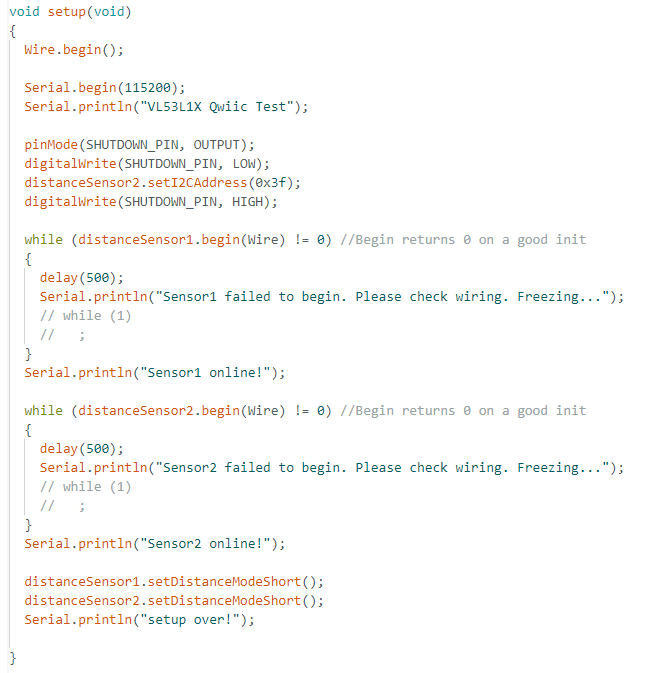 void setup(void)
{
  Wire.begin();

  Serial.begin(115200);
  Serial.println("VL53L1X Qwiic Test");

  pinMode(SHUTDOWN_PIN, OUTPUT);
  digitalWrite(SHUTDOWN_PIN, LOW);
  distanceSensor2.setI2CAddress(0x3f);
  digitalWrite(SHUTDOWN_PIN, HIGH);

  while (distanceSensor1.begin(Wire) != 0) //Begin returns 0 on a good init
  {
    delay(500);
    Serial.println("Sensor1 failed to begin. Please check wiring. Freezing...");
    // while (1)
    //   ;
  }
  Serial.println("Sensor1 online!");

  while (distanceSensor2.begin(Wire) != 0) //Begin returns 0 on a good init
  {
    delay(500);
    Serial.println("Sensor2 failed to begin. Please check wiring. Freezing...");
    // while (1)
    //   ;
  }
  Serial.println("Sensor2 online!");

  distanceSensor1.setDistanceModeShort();
  distanceSensor2.setDistanceModeShort();
  Serial.println("setup over!");

}